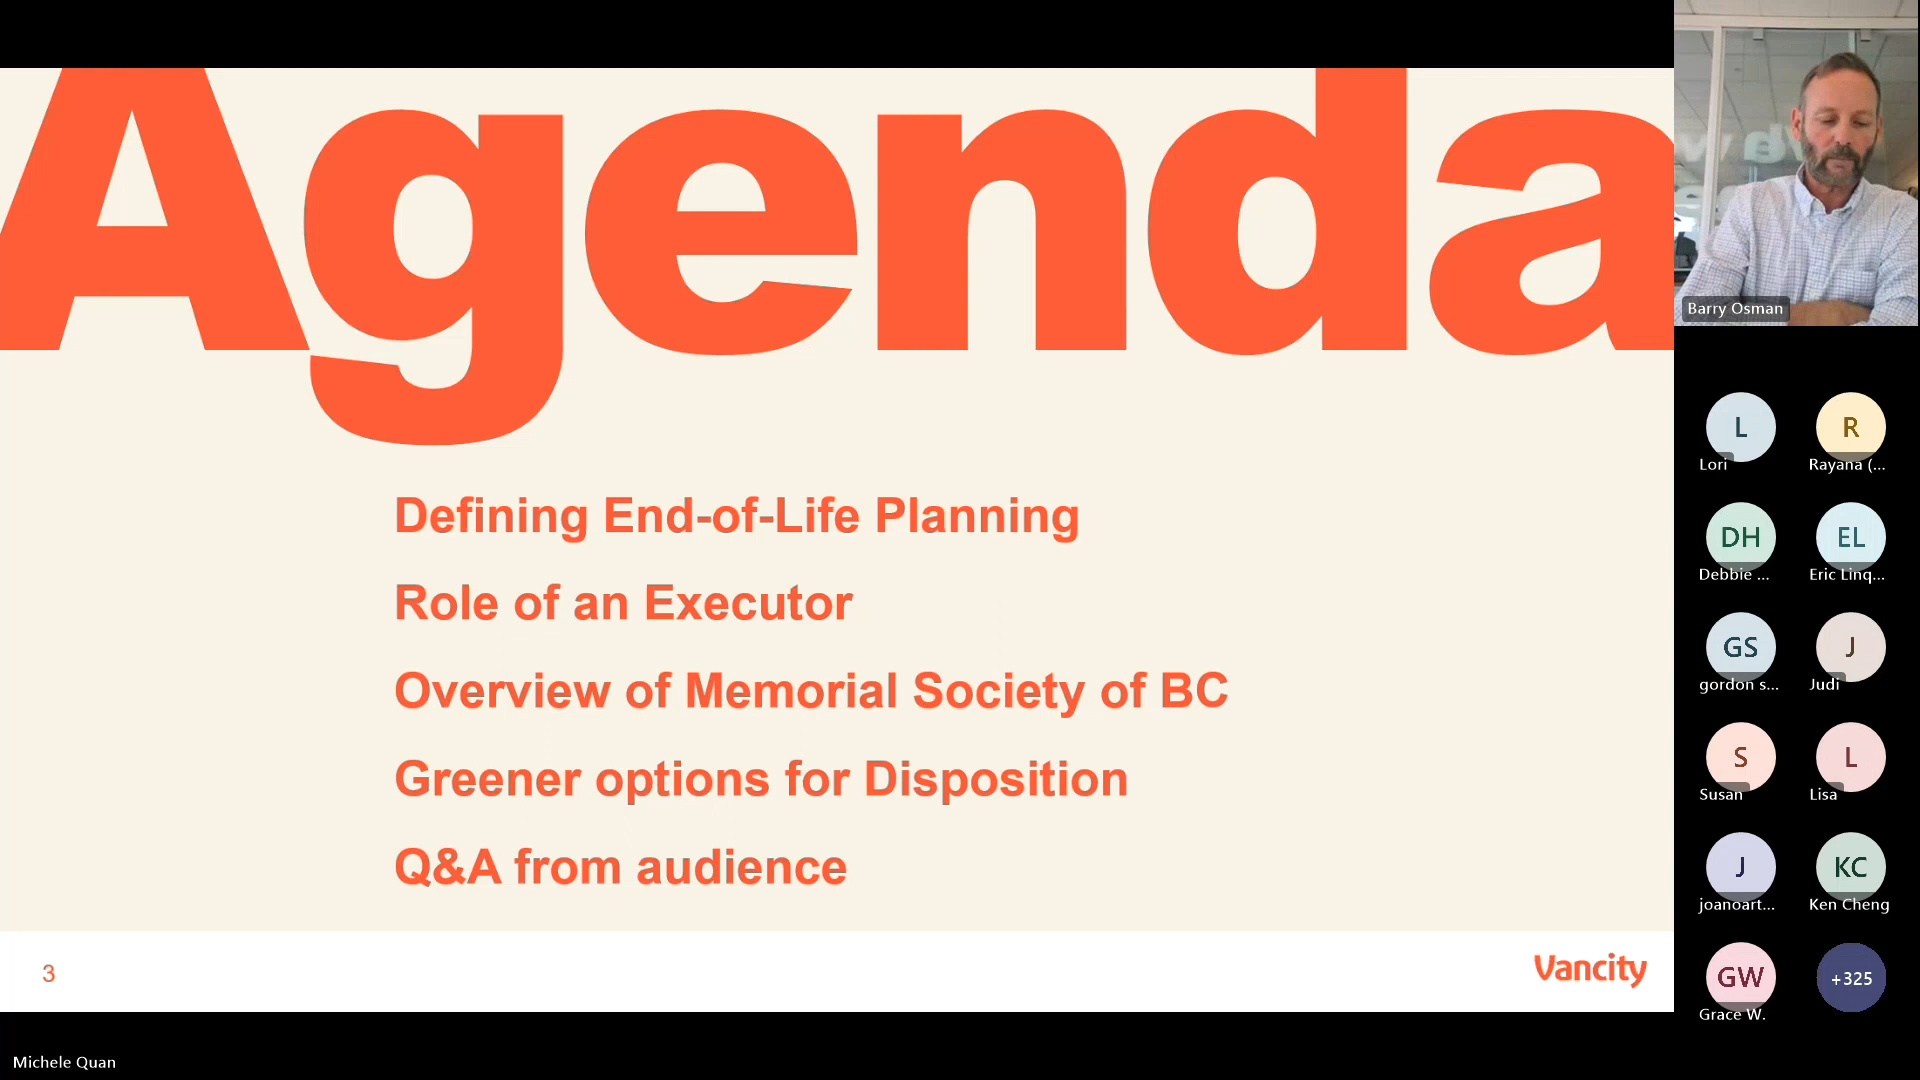 Agenda
Defining End-of-Life Planning
Role of an Executor
Overview of Memorial Society of BC
Greener options for Disposition
Q&A from audience
3
Vancity
Michele Quan
Barry Osman
L
Lori
R
Rayana (...
DH
Debbie ...
EL
Eric Linq...
GS
gordon s...
J
Judi
S
Susan
L
Lisa
J
joanoart...
KC
Ken Cheng
GW
Grace W.
+325